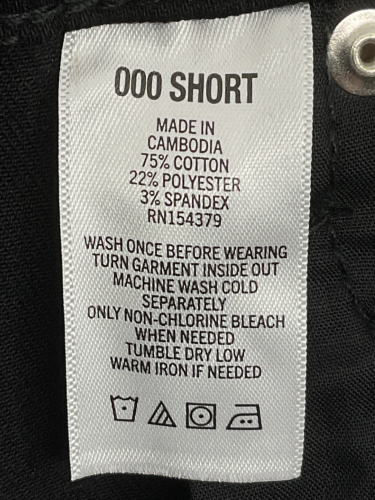 000 SHORT
MADE IN
CAMBODIA
75% COTTON
22% POLYESTER
3% SPANDEX
RN154379
WASH ONCE BEFORE WEARING
TURN GARMENT INSIDE OUT
MACHINE WASH COLD
SEPARATELY
ONLY NON-CHLORINE BLEACH
WHEN NEEDED
TUMBLE DRY LOW
WARM IRON IF NEEDED